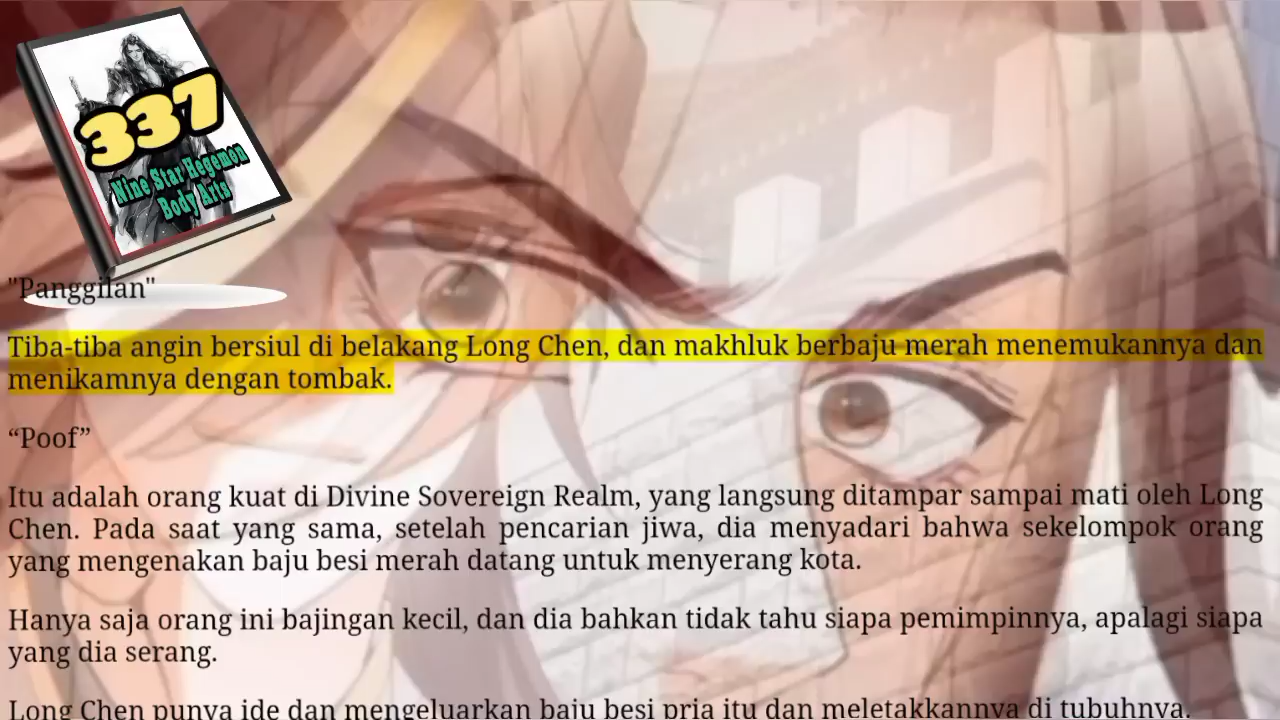 337
Nine Star Hegemon
Body Arts
"Panggilan"
Tiba-tiba angin bersiul di belakang Long Chen, dan makhluk berbaju merah menemukannya dan
menikamnya dengan tombak.
“Poof”
Itu adalah orang kuat di Divine Sovereign Realm, yang langsung ditampar sampai mati oleh Long
Chen. Pada saat yang sama, setelah pencarian jiwa, dia menyadari bahwa sekelompok orang
yang mengenakan baju besi merah datang untuk menyerang kota.
Hanya saja orang ini bajingan kecil, dan dia bahkan tidak tahu siapa pemimpinnya, apalagi siapa
yang dia serang.
Long Chen punya ide dan mengeluarkan baju besi pria itu dan meletakkannya di tubuhnya.